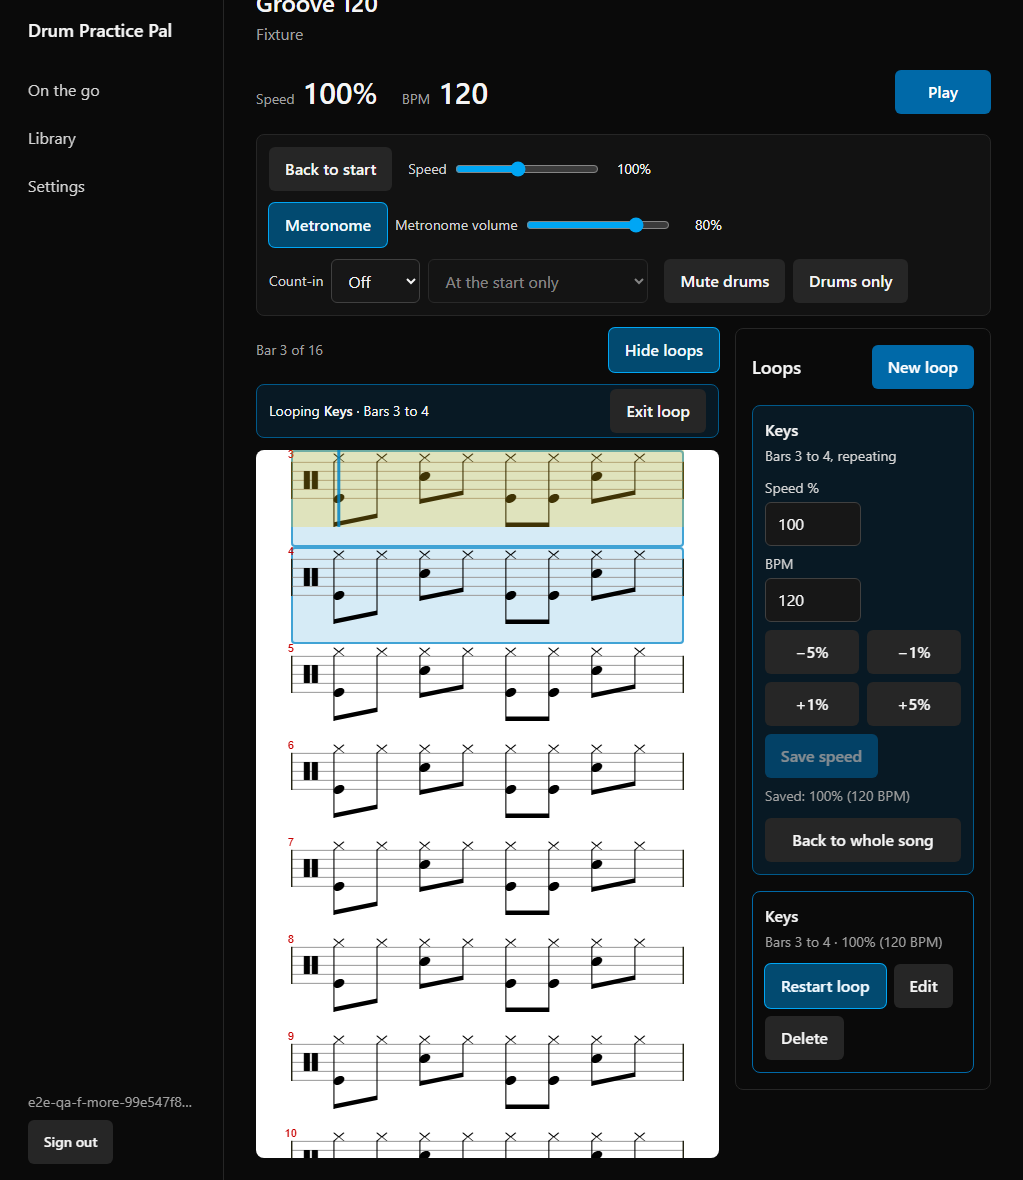 Drum Practice Pal
On the go
Library
Settings
e2e-qa-f-more-99e547f8...
Sign out
Groove 120
Fixture
Speed 100% BPM 120
Play
Back to start Speed 100%
Metronome Metronome volume 80%
Count-in Off At the start only Mute drums Drums only
Bar 3 of 16
Hide loops
Looping Keys · Bars 3 to 4
Exit loop
3
4
5
6
7
8
9
10
Loops
New loop
Keys
Bars 3 to 4, repeating
Speed %
100
BPM
120
−5% −1%
+1% +5%
Save speed
Saved: 100% (120 BPM)
Back to whole song
Keys
Bars 3 to 4 · 100% (120 BPM)
Restart loop Edit
Delete